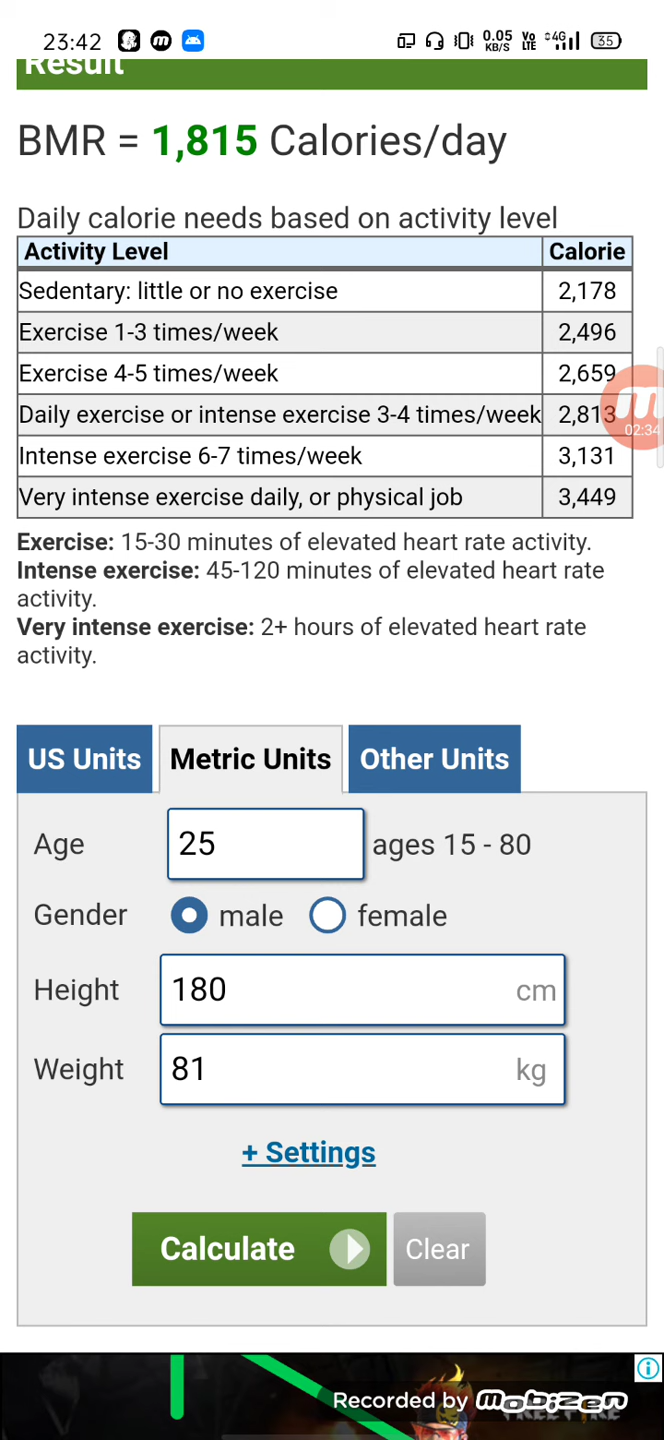 23:42
0.05 KB/S
Vo LTE
4G
35
Result
BMR = 1,815 Calories/day
Daily calorie needs based on activity level
Activity Level Calorie
Sedentary: little or no exercise 2,178
Exercise 1-3 times/week 2,496
Exercise 4-5 times/week 2,659
Daily exercise or intense exercise 3-4 times/week 2,813
02:34
Intense exercise 6-7 times/week 3,131
Very intense exercise daily, or physical job 3,449
Exercise: 15-30 minutes of elevated heart rate activity.
Intense exercise: 45-120 minutes of elevated heart rate
activity.
Very intense exercise: 2+ hours of elevated heart rate
activity.
US Units Metric Units Other Units
Age 25 ages 15 - 80
Gender male female
Height 180 cm
Weight 81 kg
+ Settings
Calculate Clear
Recorded by mobizen
FREE FIRE